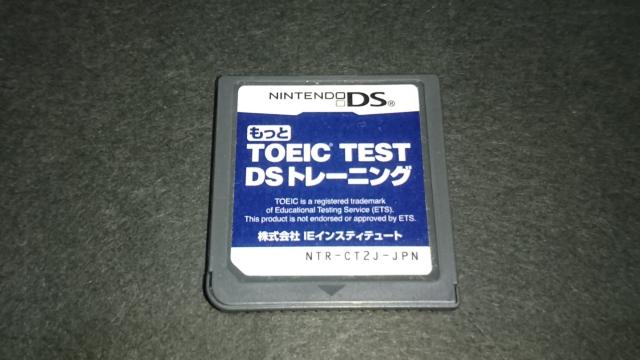 NINTENDO DS®
もっと
TOEIC® TEST
DSトレーニング
TOEIC is a registered trademark
of Educational Testing Service (ETS).
This product is not endorsed or approved by ETS.
株式会社 IEインスティテュート
NTR-CT2J-JPN